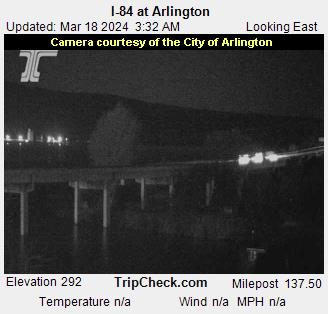 I-84 at Arlington
Updated: Mar 18 2024 3:32 AM Looking East
Camera courtesy of the City of Arlington
Elevation 292 TripCheck.com Milepost 137.50
Temperature n/a Wind n/a MPH n/a